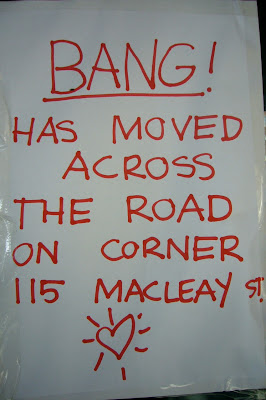 BANG!
HAS MOVED
ACROSS
THE ROAD
ON CORNER
115 MACLEAY ST.